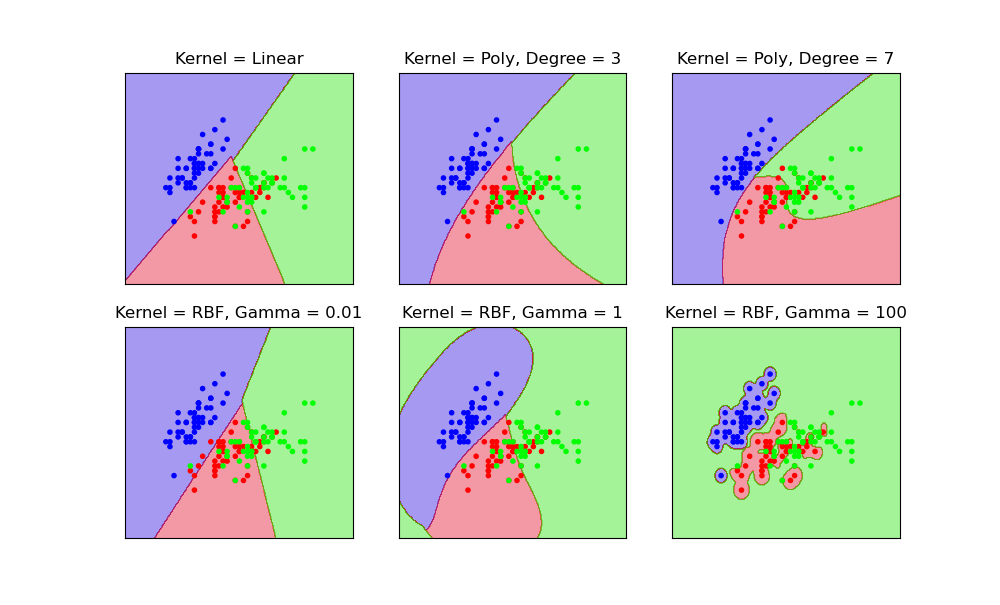 Kernel = Linear
Kernel = Poly, Degree = 3
Kernel = Poly, Degree = 7
Kernel = RBF, Gamma = 0.01
Kernel = RBF, Gamma = 1
Kernel = RBF, Gamma = 100